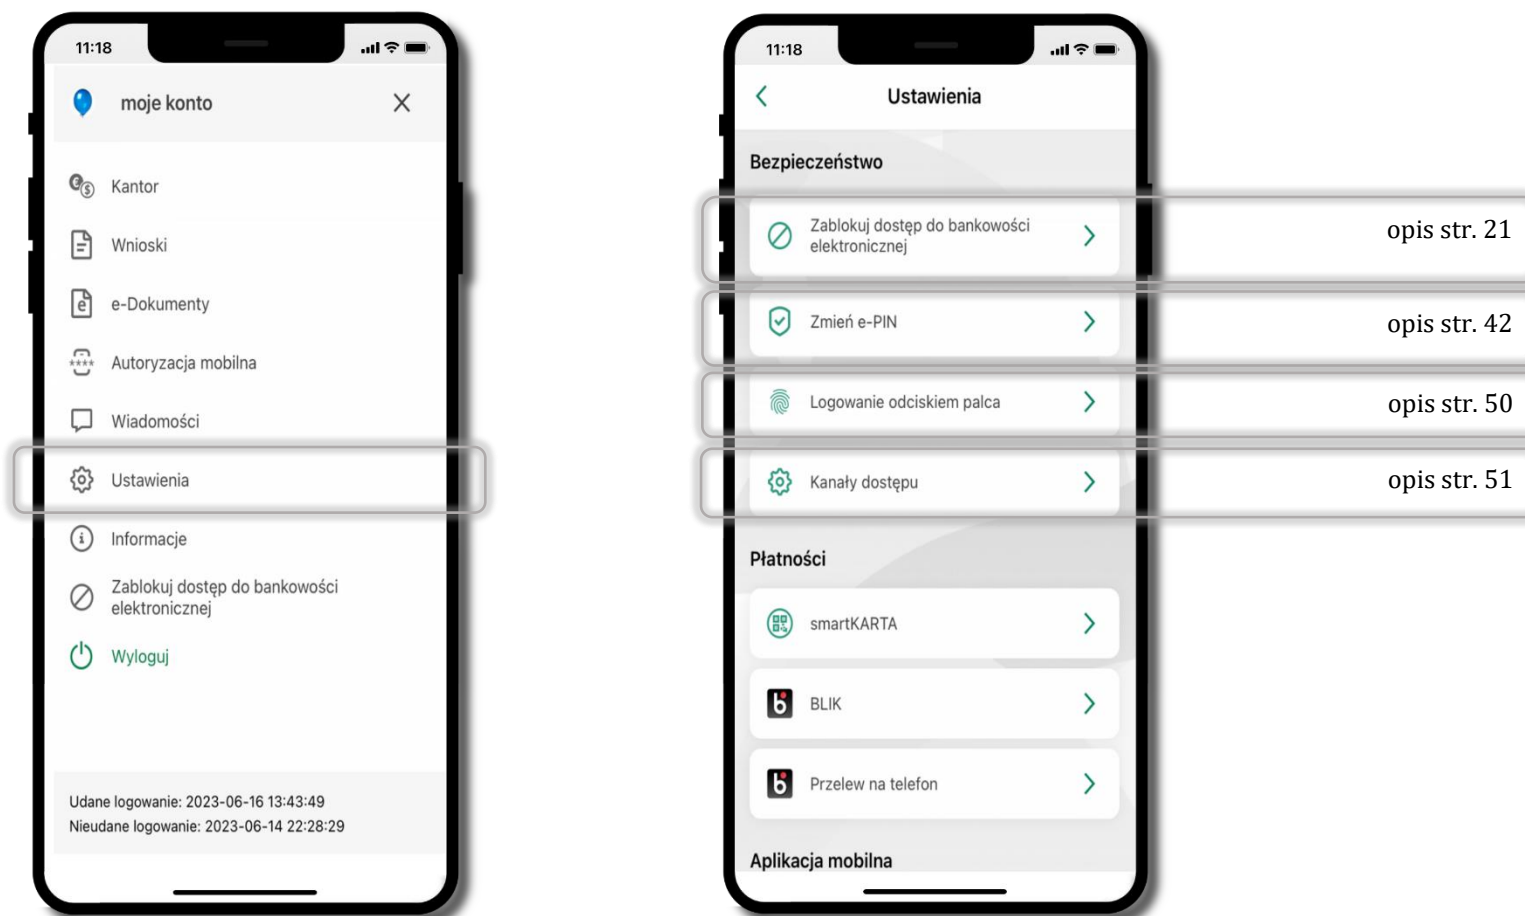 11:18
moje konto
Kantor
Wnioski
e-Dokumenty
Autoryzacja mobilna
Wiadomości
Ustawienia
Informacje
Zablokuj dostęp do bankowości
elektronicznej
Wyloguj
Udane logowanie: 2023-06-16 13:43:49
Nieudane logowanie: 2023-06-14 22:28:29
11:18
Ustawienia
Bezpieczeństwo
Zablokuj dostęp do bankowości
elektronicznej
opis str. 21
Zmień e-PIN
opis str. 42
Logowanie odciskiem palca
opis str. 50
Kanały dostępu
opis str. 51
Płatności
smartKARTA
BLIK
Przelew na telefon
Aplikacja mobilna